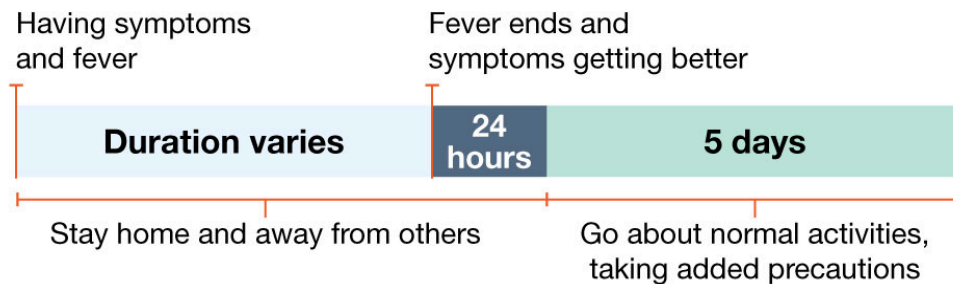 Having symptoms
and fever
Fever ends and
symptoms getting better
Duration varies
24
hours
5 days
Stay home and away from others
Go about normal activities,
taking added precautions